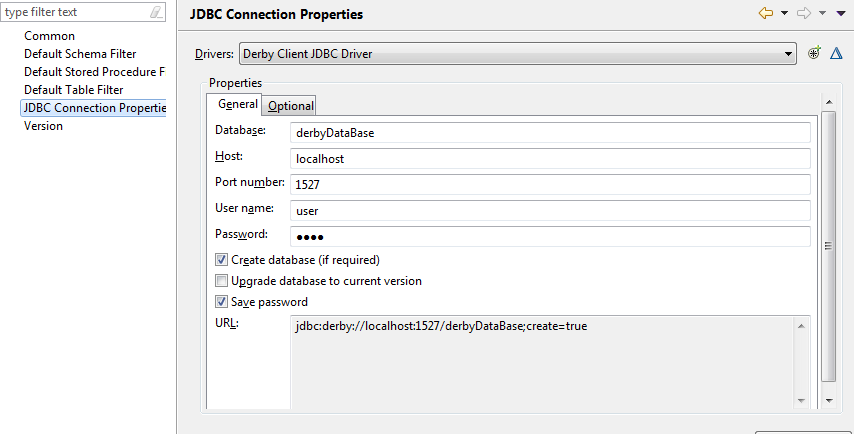 type filter text
Common
Default Schema Filter
Default Stored Procedure F
Default Table Filter
JDBC Connection Propertie
Version
JDBC Connection Properties
Drivers: Derby Client JDBC Driver
Properties
General Optional
Database: derbyDataBase
Host: localhost
Port number: 1527
User name: user
Password: ●●●●
Create database (if required)
Upgrade database to current version
Save password
URL: jdbc:derby://localhost:1527/derbyDataBase;create=true